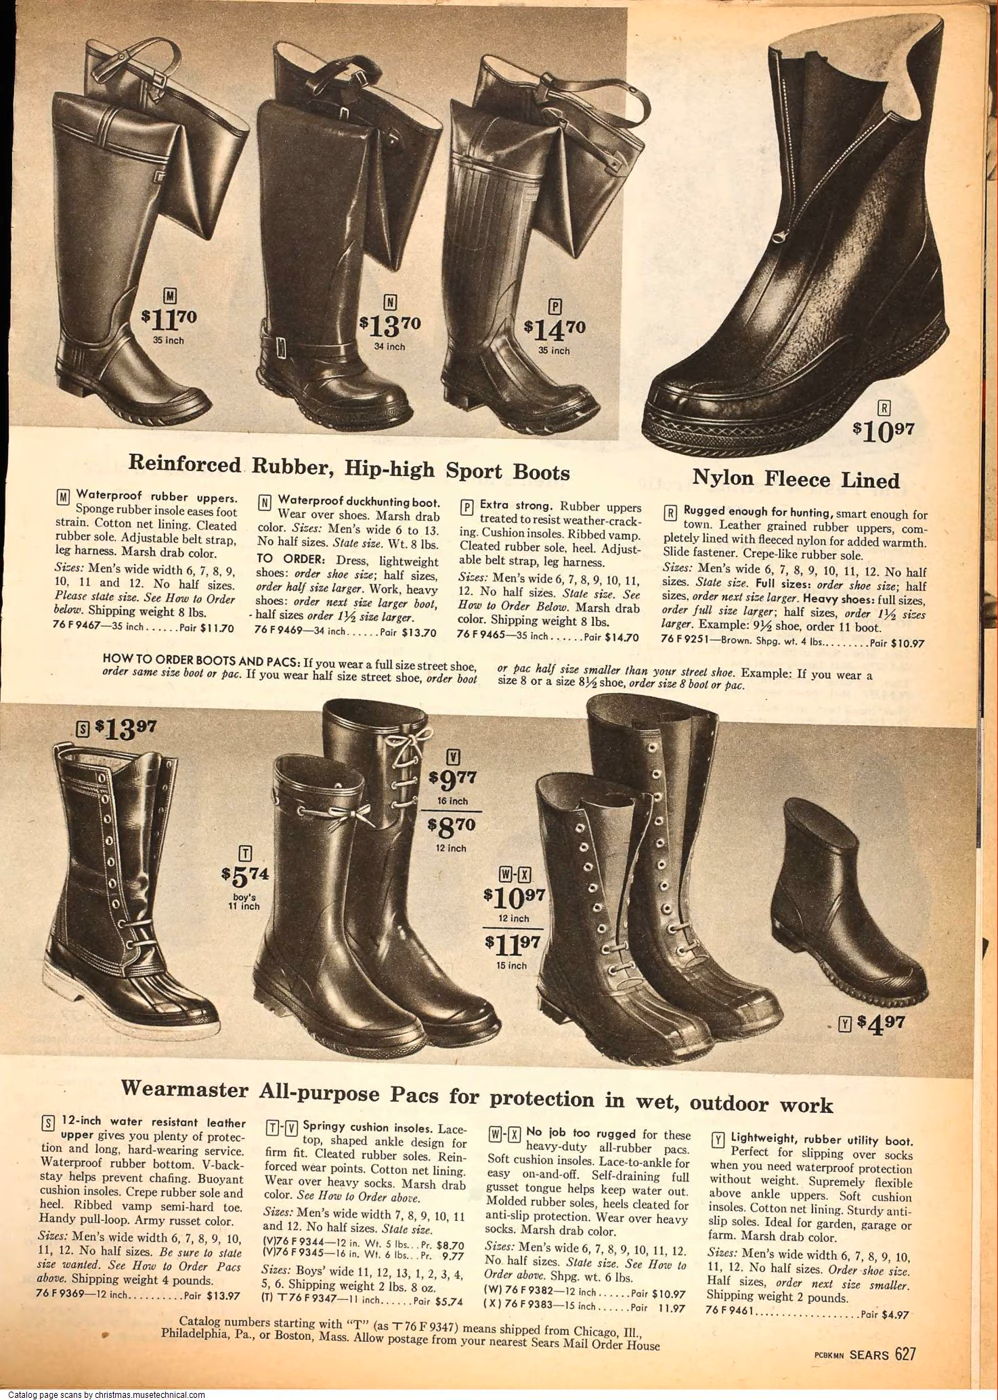 M
$11.70
35 inch
N
$13.70
34 inch
P
$14.70
35 inch
R
$10.97
Reinforced Rubber, Hip-high Sport Boots
M Waterproof rubber uppers.
Sponge rubber insole eases foot
strain. Cotton net lining. Cleated
rubber sole. Adjustable belt strap,
leg harness. Marsh drab color.
Sizes: Men's wide width 6, 7, 8, 9,
10, 11 and 12. No half sizes.
Please state size. See How to Order
below. Shipping weight 8 lbs.
76 F 9467—35 inch......Pair $11.70
N Waterproof duckhunting boot.
Wear over shoes. Marsh drab
color. Sizes: Men's wide 6 to 13.
No half sizes. State size. Wt. 8 lbs.
TO ORDER: Dress, lightweight
shoes: order shoe size; half sizes,
order half size larger. Work, heavy
shoes: order next size larger boot,
half sizes order 1½ size larger.
76 F 9469—34 inch......Pair $13.70
P Extra strong. Rubber uppers
treated to resist weather-crack-
ing. Cushion insoles. Ribbed vamp.
Cleated rubber sole, heel. Adjust-
able belt strap, leg harness.
Sizes: Men's wide 6, 7, 8, 9, 10, 11,
12. No half sizes. State size. See
How to Order Below. Marsh drab
color. Shipping weight 8 lbs.
76 F 9465—35 inch......Pair $14.70
Nylon Fleece Lined
R Rugged enough for hunting, smart enough for
town. Leather grained rubber uppers, com-
pletely lined with fleeced nylon for added warmth.
Slide fastener. Crepe-like rubber sole.
Sizes: Men's wide 6, 7, 8, 9, 10, 11, 12. No half
sizes. State size. Full sizes: order shoe size; half
sizes, order next size larger. Heavy shoes: full sizes,
order full size larger; half sizes, order 1½ sizes
larger. Example: 9½ shoe, order 11 boot.
76 F 9251—Brown. Shpg. wt. 4 lbs.........Pair $10.97
HOW TO ORDER BOOTS AND PACS: If you wear a full size street shoe,
order same size boot or pac. If you wear half size street shoe, order boot
or pac half size smaller than your street shoe. Example: If you wear a
size 8 or a size 8½ shoe, order size 8 boot or pac.
S $13.97
T
$5.74
boy's
11 inch
V
$9.77
16 inch
$8.70
12 inch
W-X
$10.97
12 inch
$11.97
15 inch
Y $4.97
Wearmaster All-purpose Pacs for protection in wet, outdoor work
S 12-inch water resistant leather
upper gives you plenty of protec-
tion and long, hard-wearing service.
Waterproof rubber bottom. V-back-
stay helps prevent chafing. Buoyant
cushion insoles. Crepe rubber sole and
heel. Ribbed vamp semi-hard toe.
Handy pull-loop. Army russet color.
Sizes: Men's wide width 6, 7, 8, 9, 10,
11, 12. No half sizes. Be sure to state
size wanted. See How to Order Pacs
above. Shipping weight 4 pounds.
76 F 9369—12 inch..........Pair $13.97
T-V Springy cushion insoles. Lace-
top, shaped ankle design for
firm fit. Cleated rubber soles. Rein-
forced wear points. Cotton net lining.
Wear over heavy socks. Marsh drab
color. See How to Order above.
Sizes: Men's wide width 7, 8, 9, 10, 11
and 12. No half sizes. State size.
(V)76 F 9344—12 in. Wt. 5 lbs...Pr. $8.70
(V)76 F 9345—16 in. Wt. 6 lbs...Pr. 9.77
Sizes: Boys' wide 11, 12, 13, 1, 2, 3, 4,
5, 6. Shipping weight 2 lbs. 8 oz.
(T) T76 F 9347—11 inch......Pair $5.74
W-X No job too rugged for these
heavy-duty all-rubber pacs.
Soft cushion insoles. Lace-to-ankle for
easy on-and-off. Self-draining full
gusset tongue helps keep water out.
Molded rubber soles, heels cleated for
anti-slip protection. Wear over heavy
socks. Marsh drab color.
Sizes: Men's wide 6, 7, 8, 9, 10, 11, 12.
No half sizes. State size. See How to
Order above. Shpg. wt. 6 lbs.
(W) 76 F 9382—12 inch......Pair $10.97
(X) 76 F 9383—15 inch......Pair 11.97
Y Lightweight, rubber utility boot.
Perfect for slipping over socks
when you need waterproof protection
without weight. Supremely flexible
above ankle uppers. Soft cushion
insoles. Cotton net lining. Sturdy anti-
slip soles. Ideal for garden, garage or
farm. Marsh drab color.
Sizes: Men's wide width 6, 7, 8, 9, 10,
11, 12. No half sizes. Order shoe size.
Half sizes, order next size smaller.
Shipping weight 2 pounds.
76 F 9461..................Pair $4.97
Catalog numbers starting with "T" (as T76 F 9347) means shipped from Chicago, Ill.,
Philadelphia, Pa., or Boston, Mass. Allow postage from your nearest Sears Mail Order House
PCBKMN SEARS 627
Catalog page scans by christmas.musetechnical.com